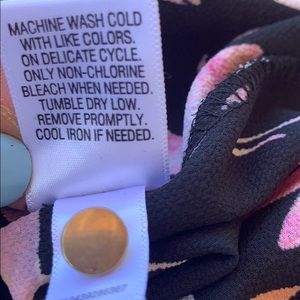 MACHINE WASH COLD
WITH LIKE COLORS.
ON DELICATE CYCLE.
ONLY NON-CHLORINE
BLEACH WHEN NEEDED.
TUMBLE DRY LOW.
REMOVE PROMPTLY.
COOL IRON IF NEEDED.